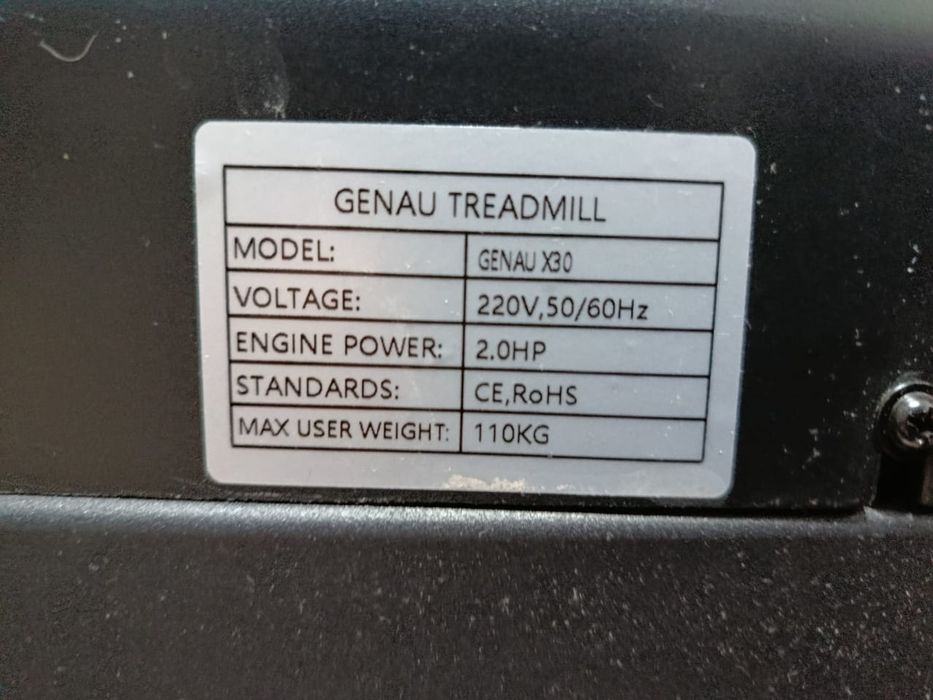 GENAU TREADMILL
MODEL: GENAU X30
VOLTAGE: 220V,50/60Hz
ENGINE POWER: 2.0HP
STANDARDS: CE,RoHS
MAX USER WEIGHT: 110KG